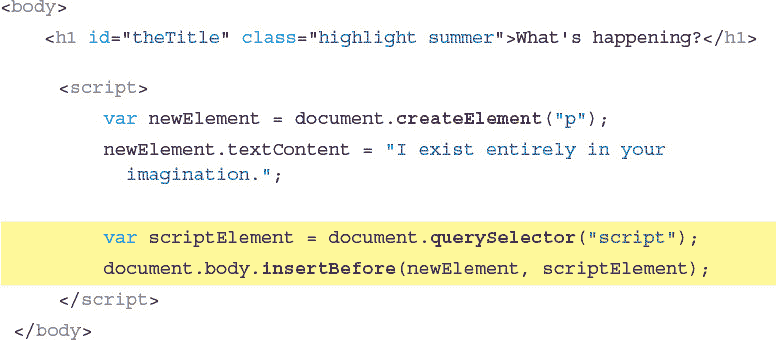 <body>
<h1 id="theTitle" class="highlight summer">What's happening?</h1>
<script>
var newElement = document.createElement("p");
newElement.textContent = "I exist entirely in your
imagination.";
var scriptElement = document.querySelector("script");
document.body.insertBefore(newElement, scriptElement);
</script>
</body>